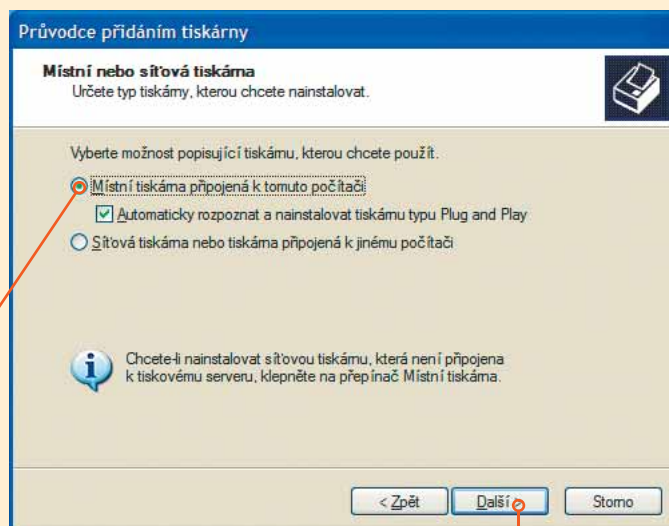 Průvodce přidáním tiskárny
Místní nebo síťová tiskárna
Určete typ tiskárny, kterou chcete nainstalovat.
Vyberte možnost popisující tiskárnu, kterou chcete použít.
Místní tiskárna připojená k tomuto počítači
Automaticky rozpoznat a nainstalovat tiskárnu typu Plug and Play
Síťová tiskárna nebo tiskárna připojená k jinému počítači
Chcete-li nainstalovat síťovou tiskárnu, která není připojena
k tiskovému serveru, klepněte na přepínač Místní tiskárna.
< Zpět
Další >
Storno